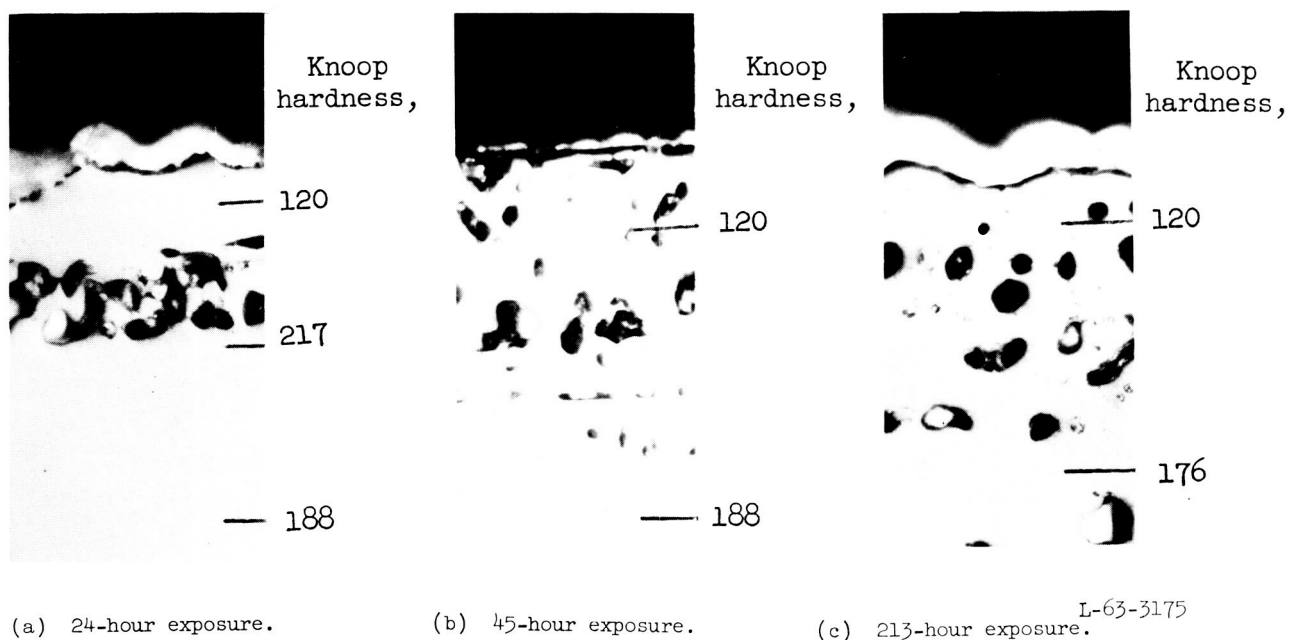 Knoop
hardness,
120
217
188
Knoop
hardness,
120
188
Knoop
hardness,
120
176
L-63-3175
(a) 24-hour exposure.
(b) 45-hour exposure.
(c) 213-hour exposure.